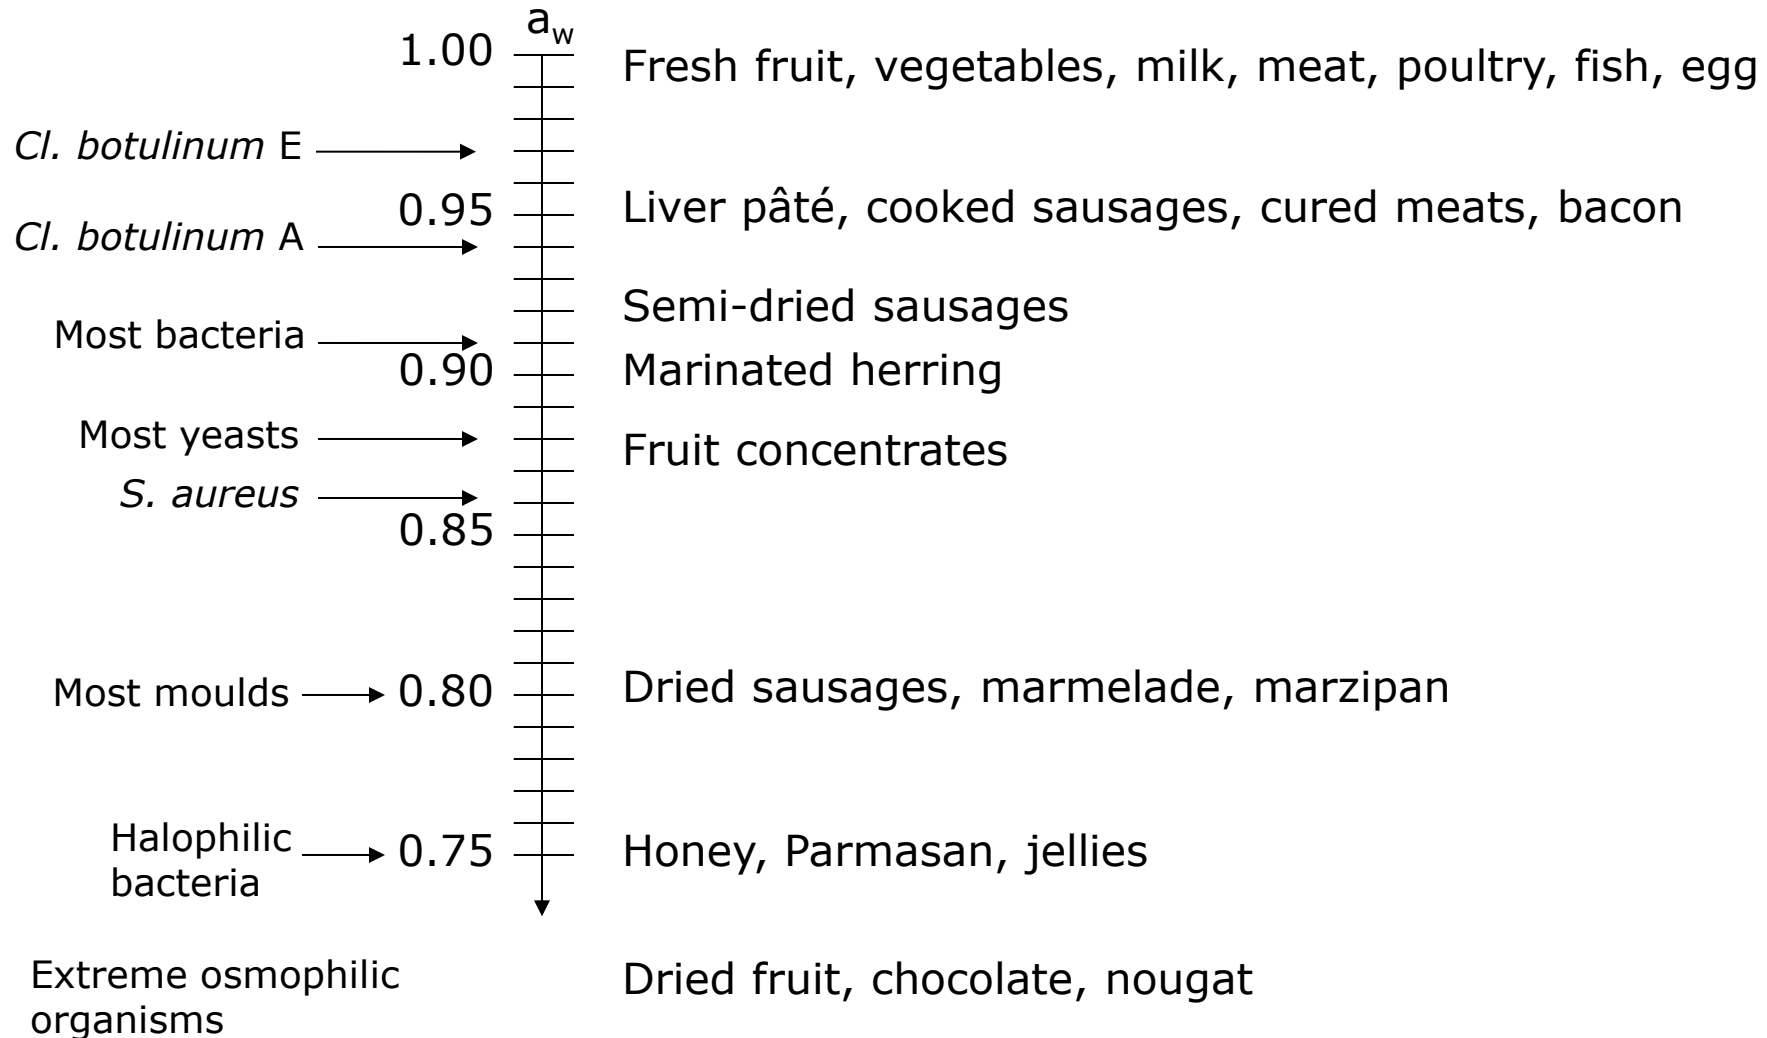 a_w
1.00 Fresh fruit, vegetables, milk, meat, poultry, fish, egg
Cl. botulinum E
0.95 Liver pâté, cooked sausages, cured meats, bacon
Cl. botulinum A
Semi-dried sausages
Most bacteria
0.90 Marinated herring
Most yeasts Fruit concentrates
S. aureus
0.85
Most moulds 0.80 Dried sausages, marmelade, marzipan
Halophilic
bacteria
0.75 Honey, Parmasan, jellies
Extreme osmophilic
organisms
Dried fruit, chocolate, nougat